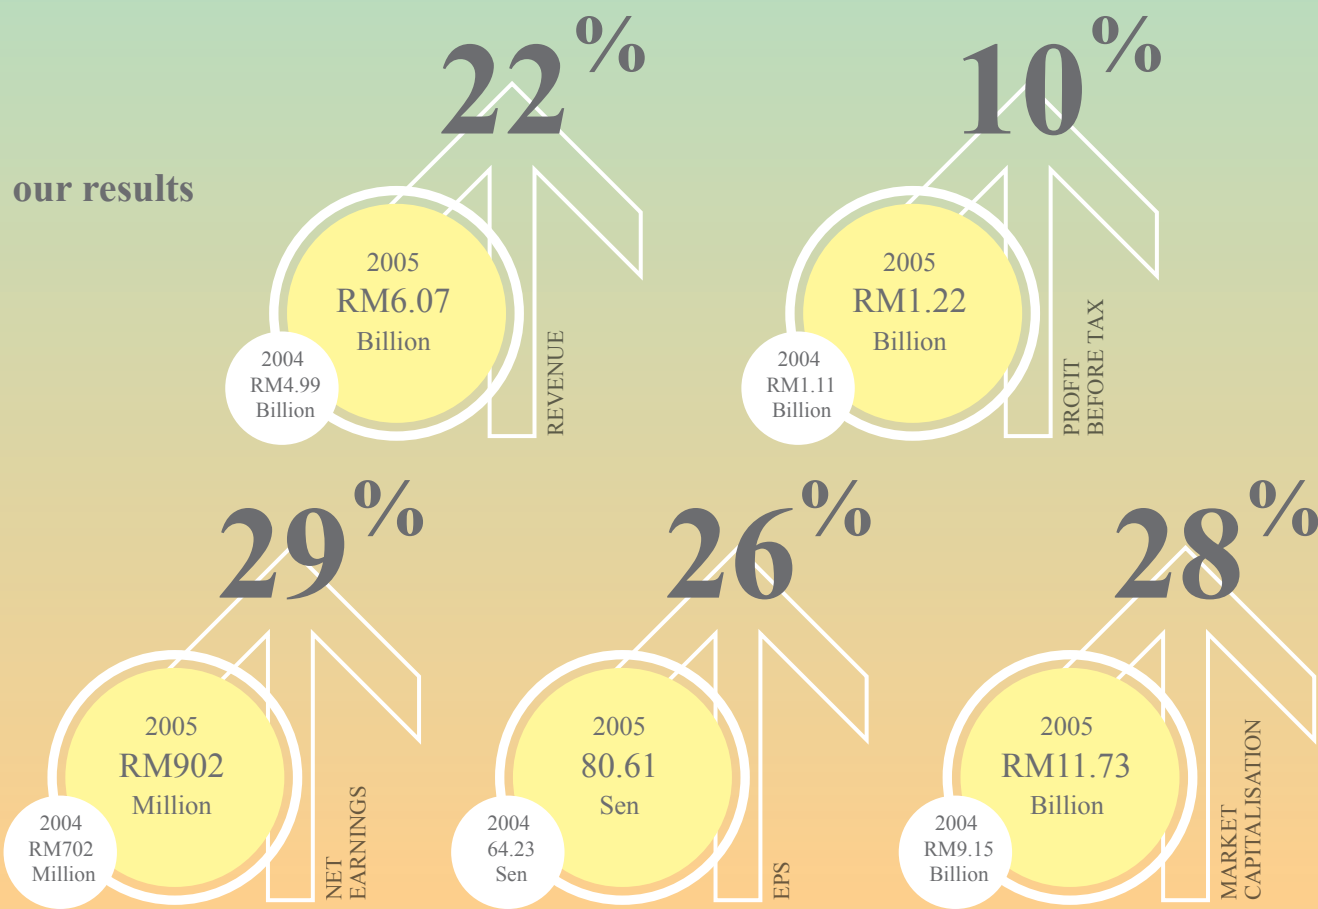 our results
22%
2005
RM6.07
Billion
2004
RM4.99
Billion
REVENUE
10%
2005
RM1.22
Billion
2004
RM1.11
Billion
PROFIT
BEFORE TAX
29%
2005
RM902
Million
2004
RM702
Million
NET
EARNINGS
26%
2005
80.61
Sen
2004
64.23
Sen
EPS
28%
2005
RM11.73
Billion
2004
RM9.15
Billion
MARKET
CAPITALISATION